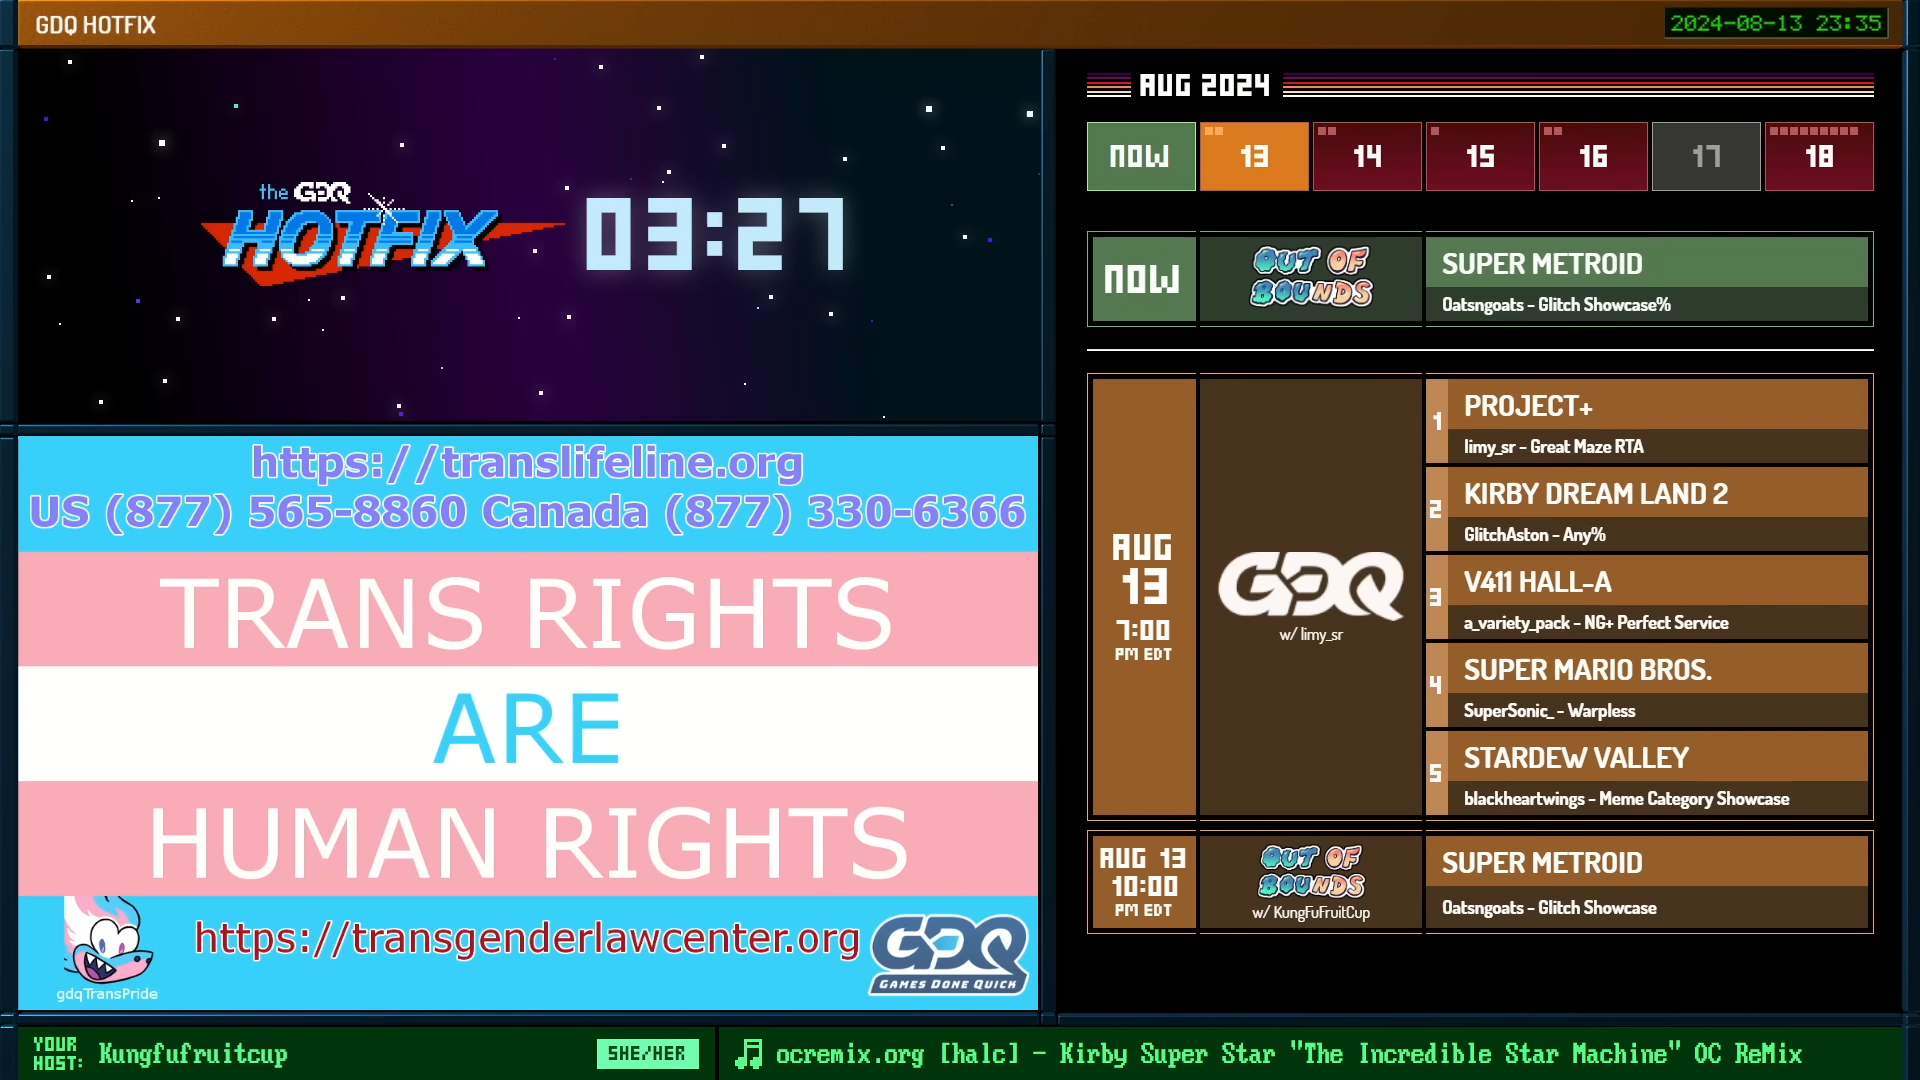 GDQ HOTFIX
2024-08-13 23:35
the GDQ
HOTFIX
03:27
https://translifeline.org
US (877) 565-8860 Canada (877) 330-6366
TRANS RIGHTS
ARE
HUMAN RIGHTS
https://transgenderlawcenter.org
gdqTransPride
GDQ
GAMES DONE QUICK
AUG 2024
NOW 13 14 15 16 17 18
NOW
OUT OF
BOUNDS
SUPER METROID
Oatsngoats - Glitch Showcase%
AUG
13
7:00
PM EDT
GDQ
w/ limy_sr
1 PROJECT+
limy_sr - Great Maze RTA
2 KIRBY DREAM LAND 2
GlitchAston - Any%
3 V411 HALL-A
a_variety_pack - NG+ Perfect Service
4 SUPER MARIO BROS.
SuperSonic_ - Warpless
5 STARDEW VALLEY
blackheartwings - Meme Category Showcase
AUG 13
10:00
PM EDT
OUT OF
BOUNDS
w/ KungFuFruitCup
SUPER METROID
Oatsngoats - Glitch Showcase
YOUR
HOST:
Kungfufruitcup
SHE/HER
ocremix.org [halc] - Kirby Super Star "The Incredible Star Machine" OC ReMix